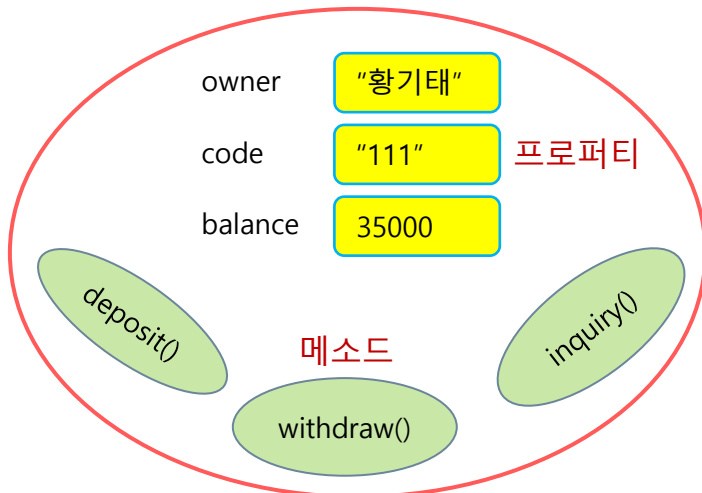 owner “황기태”
code “111” 프로퍼티
balance 35000
deposit()
inquiry()
메소드
withdraw()